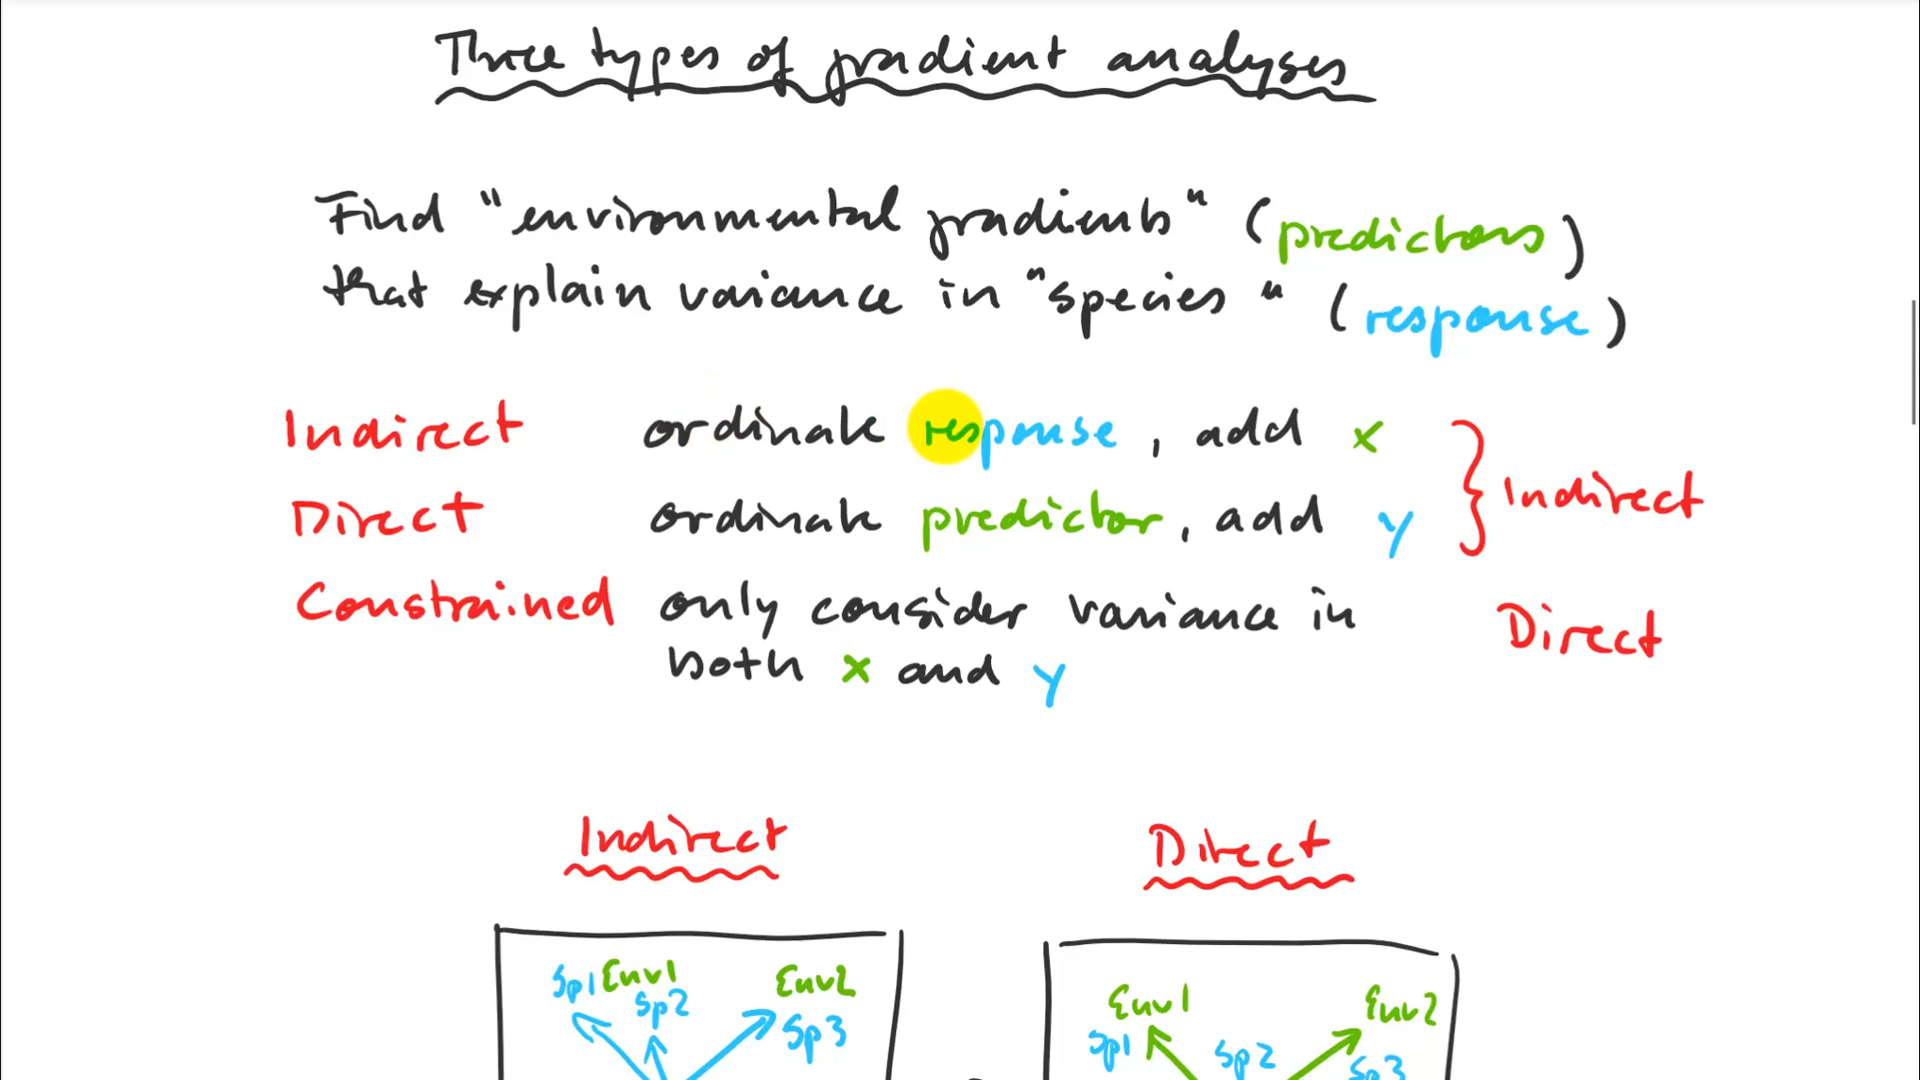 Three types of gradient analyses
Find "environmental gradients" (predictors)
that explain variance in "species" (response)
Indirect ordinate response, add x
Direct ordinate predictor, add y
} Indirect
Constrained only consider variance in
both x and y
Direct
Indirect Direct
Sp1 Env1 Env2
Sp2
Sp3
Env1 Env2
Sp1 Sp2 Sp3